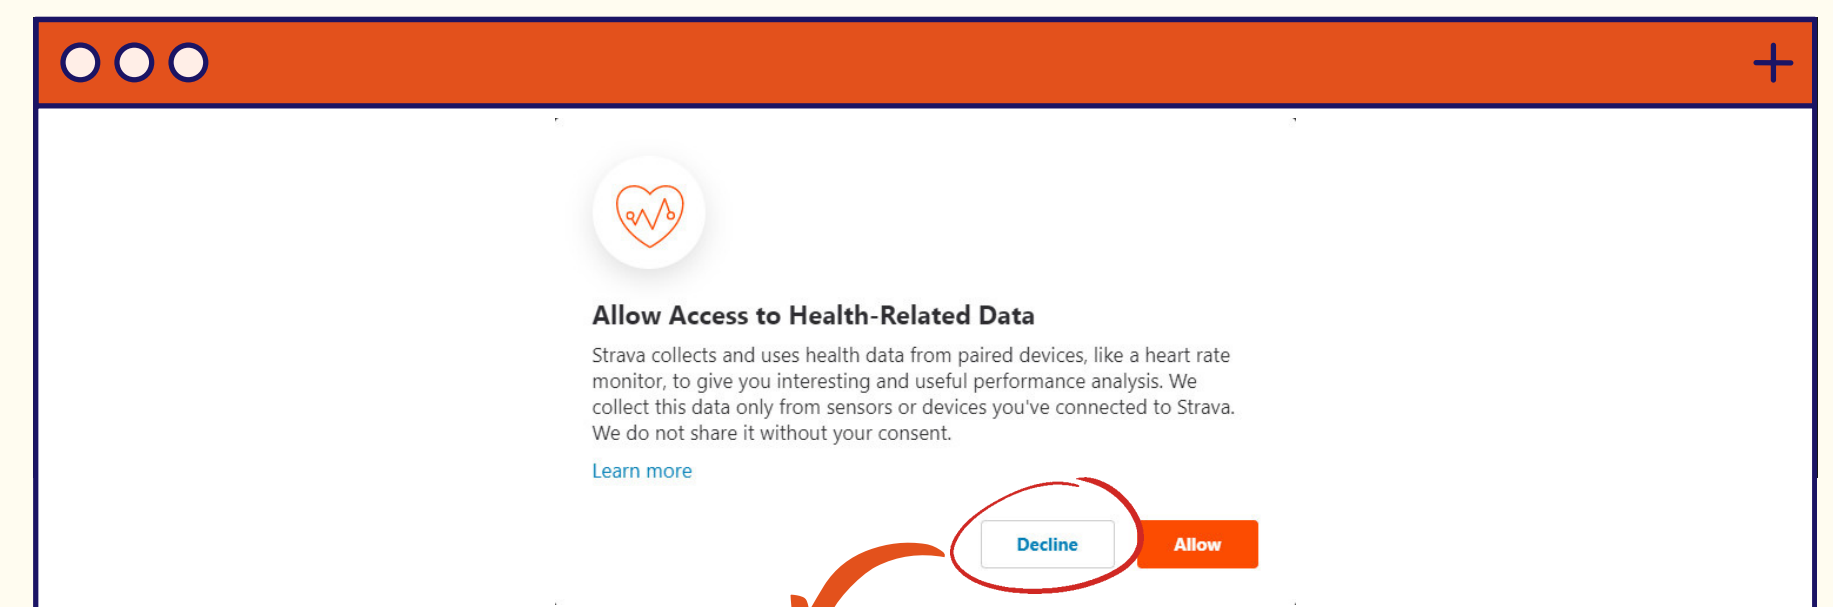 Allow Access to Health-Related Data
Strava collects and uses health data from paired devices, like a heart rate
monitor, to give you interesting and useful performance analysis. We
collect this data only from sensors or devices you've connected to Strava.
We do not share it without your consent.
Learn more
Decline Allow